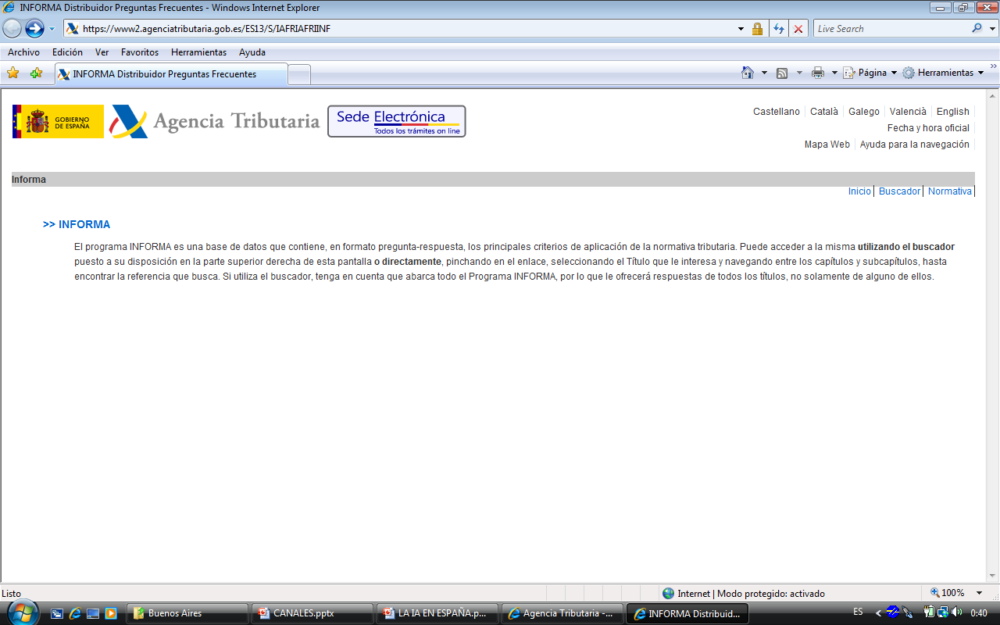 INFORMA Distribuidor Preguntas Frecuentes - Windows Internet Explorer
https://www2.agenciatributaria.gob.es/ES13/S/IAFRIAFRIINF
Live Search
Archivo Edición Ver Favoritos Herramientas Ayuda
INFORMA Distribuidor Preguntas Frecuentes
Página Herramientas
GOBIERNO DE ESPAÑA
Agencia Tributaria
Sede Electrónica
Todos los trámites on line
Castellano Català Galego Valencià English
Fecha y hora oficial
Mapa Web Ayuda para la navegación
Informa
Inicio Buscador Normativa
>> INFORMA
El programa INFORMA es una base de datos que contiene, en formato pregunta-respuesta, los principales criterios de aplicación de la normativa tributaria. Puede acceder a la misma utilizando el buscador
puesto a su disposición en la parte superior derecha de esta pantalla o directamente, pinchando en el enlace, seleccionando el Título que le interesa y navegando entre los capítulos y subcapítulos, hasta
encontrar la referencia que busca. Si utiliza el buscador, tenga en cuenta que abarca todo el Programa INFORMA, por lo que le ofrecerá respuestas de todos los títulos, no solamente de alguno de ellos.
Listo
Internet | Modo protegido: activado
100%
Buenos Aires
CANALES.pptx
LA IA EN ESPAÑA.p...
Agencia Tributaria -...
INFORMA Distribuid...
ES
0:40